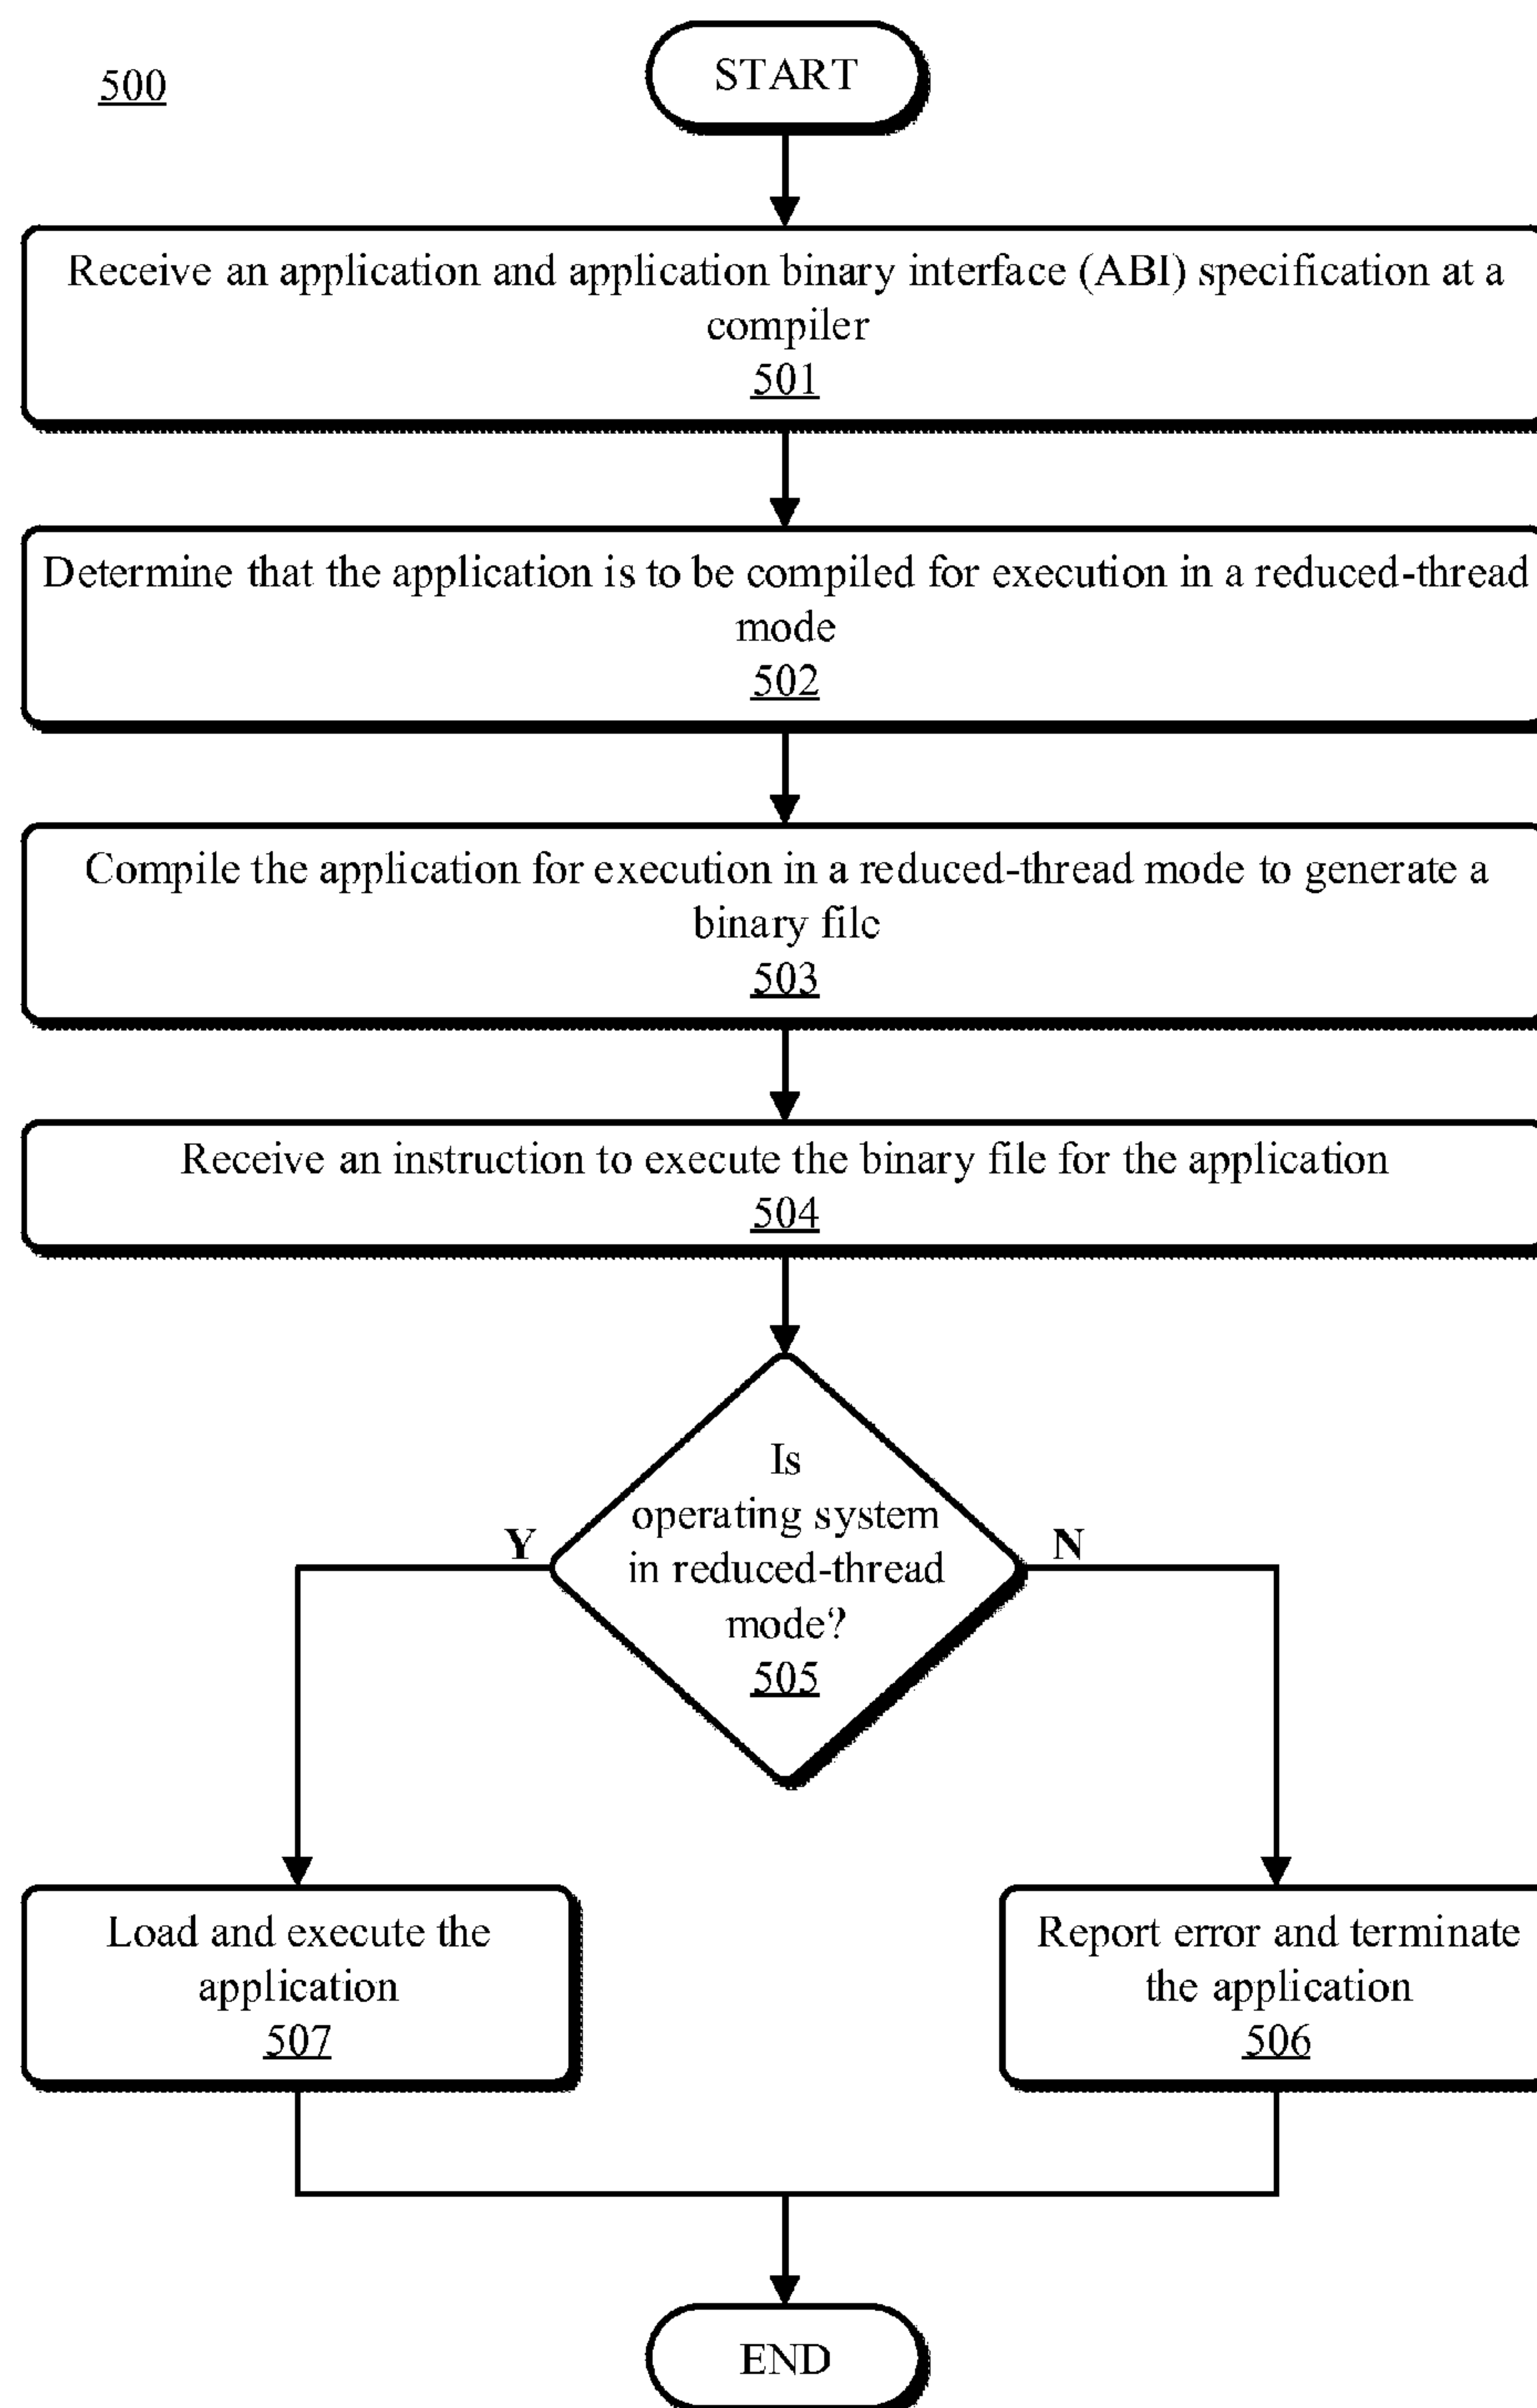 500
START
Receive an application and application binary interface (ABI) specification at a
compiler
501
Determine that the application is to be compiled for execution in a reduced-thread
mode
502
Compile the application for execution in a reduced-thread mode to generate a
binary file
503
Receive an instruction to execute the binary file for the application
504
Is
operating system
in reduced-thread
mode?
505
Y
N
Load and execute the
application
507
Report error and terminate
the application
506
END